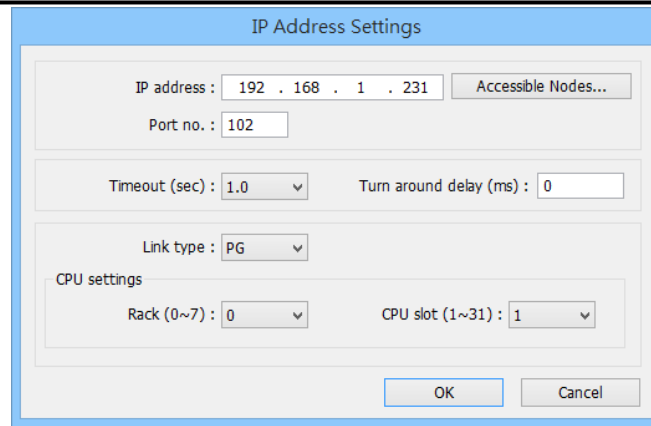 IP Address Settings
IP address : 192 . 168 . 1 . 231 Accessible Nodes...
Port no. : 102
Timeout (sec) : 1.0 Turn around delay (ms) : 0
Link type : PG
CPU settings
Rack (0~7) : 0 CPU slot (1~31) : 1
OK Cancel